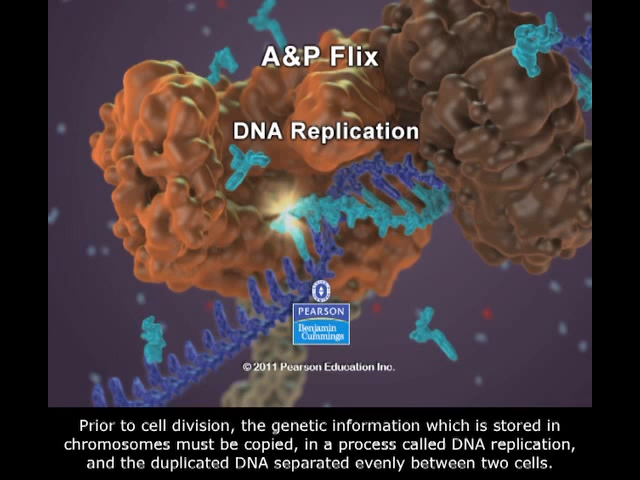 A&P Flix
DNA Replication
PEARSON
Benjamin
Cummings
© 2011 Pearson Education Inc.
Prior to cell division, the genetic information which is stored in
chromosomes must be copied, in a process called DNA replication,
and the duplicated DNA separated evenly between two cells.